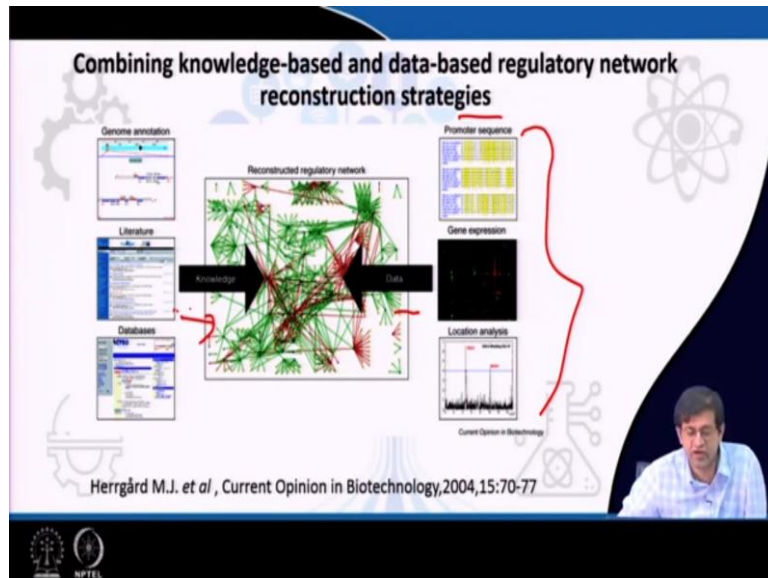 Combining knowledge-based and data-based regulatory network
reconstruction strategies
Genome annotation
Promoter sequence
Reconstructed regulatory network
Literature
Gene expression
Knowledge
Data
Databases
Location analysis
Current Opinion in Biotechnology
Herrgård M.J. et al , Current Opinion in Biotechnology,2004,15:70-77
NPTEL